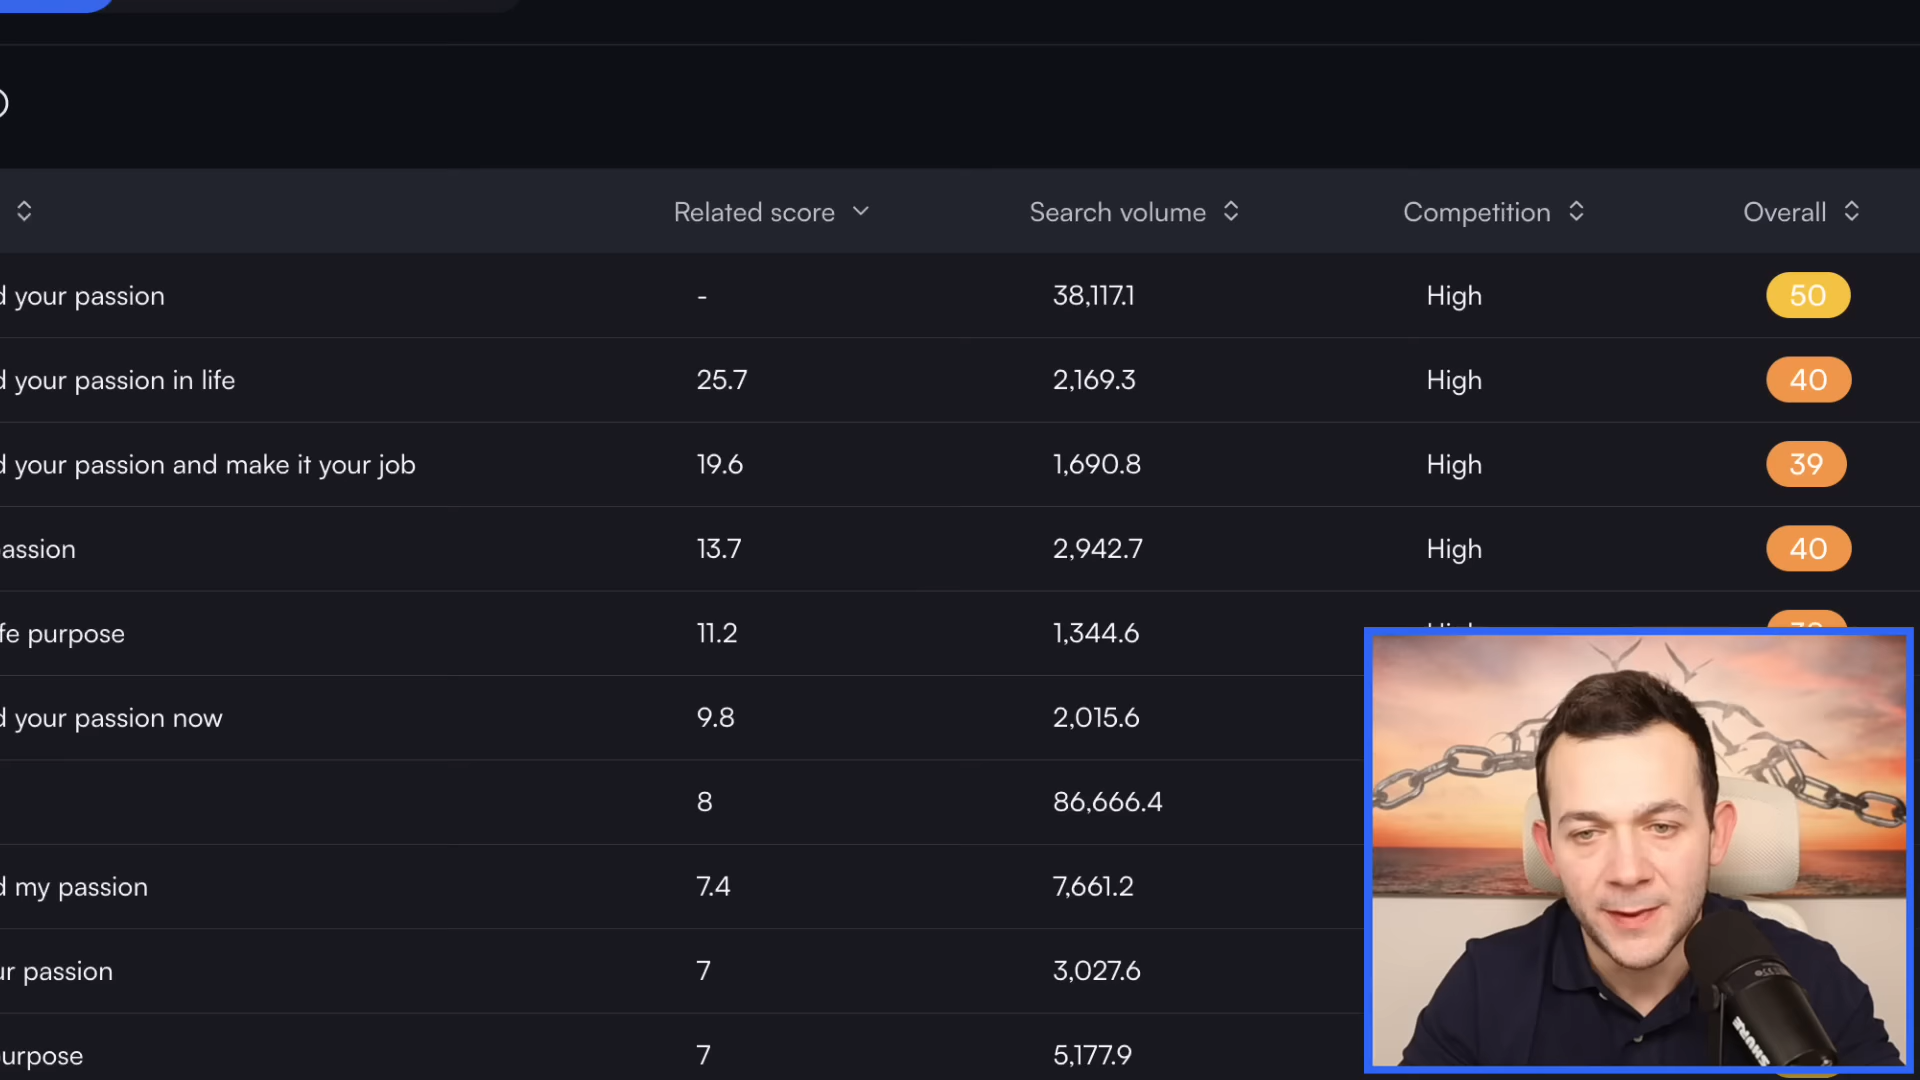 Related score Search volume Competition Overall
d your passion - 38,117.1 High 50
d your passion in life 25.7 2,169.3 High 40
d your passion and make it your job 19.6 1,690.8 High 39
assion 13.7 2,942.7 High 40
fe purpose 11.2 1,344.6
d your passion now 9.8 2,015.6
8 86,666.4
d my passion 7.4 7,661.2
ur passion 7 3,027.6
urpose 7 5,177.9
SHURE